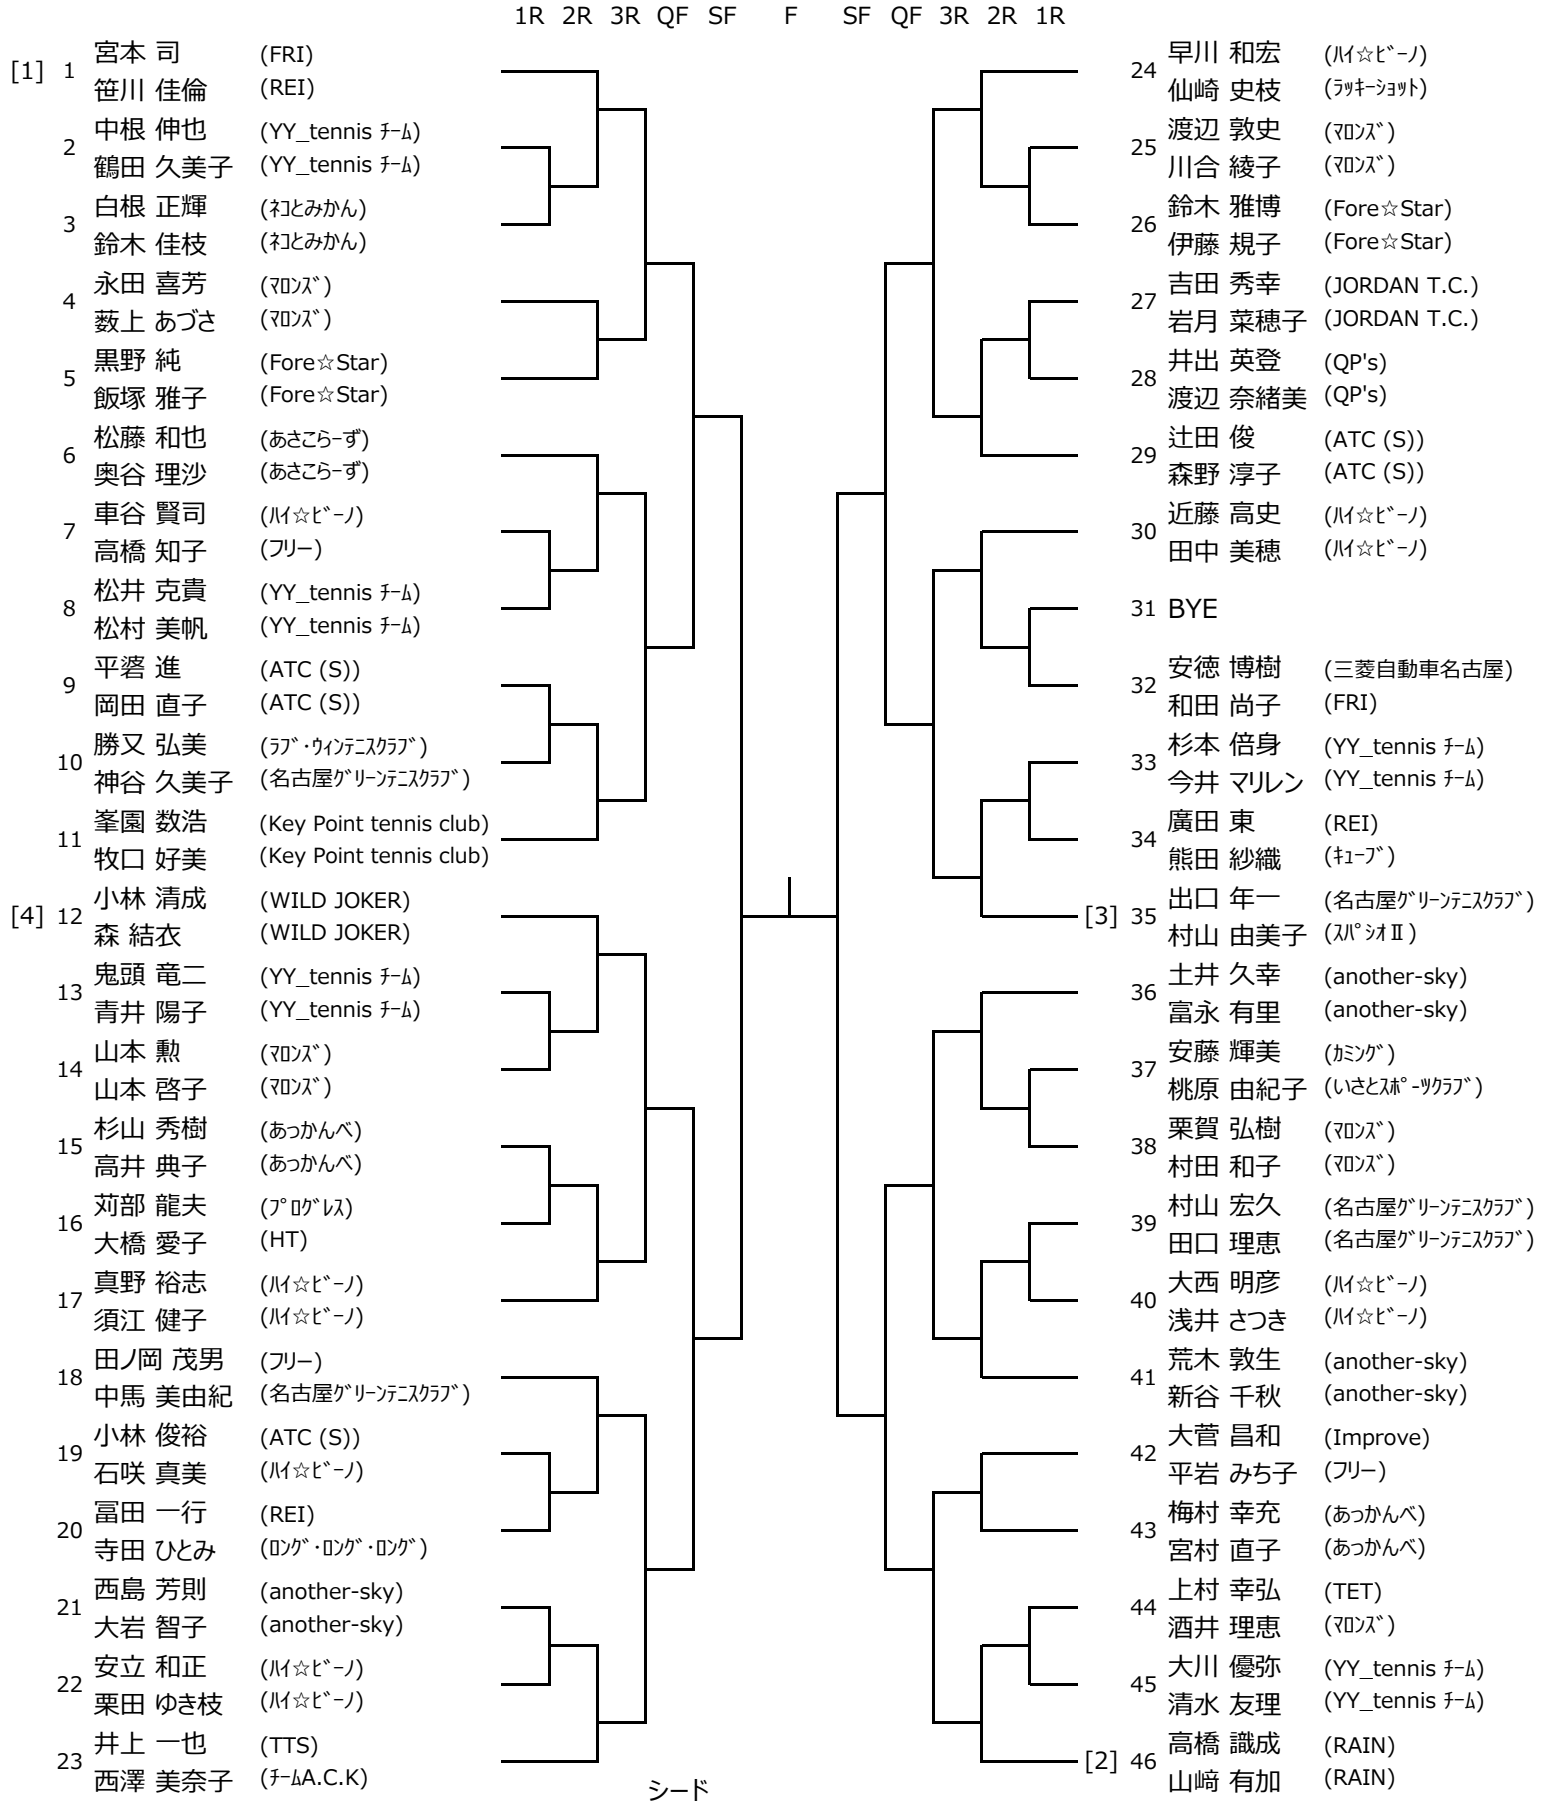 1R 2R 3R QF SF F SF QF 3R 2R 1R
[1] 1 宮本 司 (FRI)
笹川 佳倫 (REI)
2 中根 伸也 (YY_tennis ﾁｰﾑ)
鶴田 久美子 (YY_tennis ﾁｰﾑ)
3 白根 正輝 (ﾈｺとみかん)
鈴木 佳枝 (ﾈｺとみかん)
4 永田 喜芳 (ﾏﾛﾝｽﾞ)
薮上 あづさ (ﾏﾛﾝｽﾞ)
5 黒野 純 (Fore☆Star)
飯塚 雅子 (Fore☆Star)
6 松藤 和也 (あさこらｰず)
奥谷 理沙 (あさこらｰず)
7 車谷 賢司 (ﾊｲ☆ﾋﾞｰﾉ)
高橋 知子 (フリー)
8 松井 克貴 (YY_tennis ﾁｰﾑ)
松村 美帆 (YY_tennis ﾁｰﾑ)
9 平碆 進 (ATC (S))
岡田 直子 (ATC (S))
10 勝又 弘美 (ﾗﾌﾞ･ｳｨﾝﾃﾆｽｸﾗﾌﾞ)
神谷 久美子 (名古屋ｸﾞﾘｰﾝﾃﾆｽｸﾗﾌﾞ)
11 峯園 数浩 (Key Point tennis club)
牧口 好美 (Key Point tennis club)
[4] 12 小林 清成 (WILD JOKER)
森 結衣 (WILD JOKER)
13 鬼頭 竜二 (YY_tennis ﾁｰﾑ)
青井 陽子 (YY_tennis ﾁｰﾑ)
14 山本 勲 (ﾏﾛﾝｽﾞ)
山本 啓子 (ﾏﾛﾝｽﾞ)
15 杉山 秀樹 (あっかんべ)
高井 典子 (あっかんべ)
16 苅部 龍夫 (ﾌﾟﾛｸﾞﾚｽ)
大橋 愛子 (HT)
17 真野 裕志 (ﾊｲ☆ﾋﾞｰﾉ)
須江 健子 (ﾊｲ☆ﾋﾞｰﾉ)
18 田ノ岡 茂男 (フリー)
中馬 美由紀 (名古屋ｸﾞﾘｰﾝﾃﾆｽｸﾗﾌﾞ)
19 小林 俊裕 (ATC (S))
石咲 真美 (ﾊｲ☆ﾋﾞｰﾉ)
20 冨田 一行 (REI)
寺田 ひとみ (ﾛﾝｸﾞ･ﾛﾝｸﾞ･ﾛﾝｸﾞ)
21 西島 芳則 (another-sky)
大岩 智子 (another-sky)
22 安立 和正 (ﾊｲ☆ﾋﾞｰﾉ)
栗田 ゆき枝 (ﾊｲ☆ﾋﾞｰﾉ)
23 井上 一也 (TTS)
西澤 美奈子 (ﾁｰﾑA.C.K)
24 早川 和宏 (ﾊｲ☆ﾋﾞｰﾉ)
仙崎 史枝 (ﾗｯｷｰｼｮｯﾄ)
25 渡辺 敦史 (ﾏﾛﾝｽﾞ)
川合 綾子 (ﾏﾛﾝｽﾞ)
26 鈴木 雅博 (Fore☆Star)
伊藤 規子 (Fore☆Star)
27 吉田 秀幸 (JORDAN T.C.)
岩月 菜穂子 (JORDAN T.C.)
28 井出 英登 (QP's)
渡辺 奈緒美 (QP's)
29 辻田 俊 (ATC (S))
森野 淳子 (ATC (S))
30 近藤 高史 (ﾊｲ☆ﾋﾞｰﾉ)
田中 美穂 (ﾊｲ☆ﾋﾞｰﾉ)
31 BYE
32 安徳 博樹 (三菱自動車名古屋)
和田 尚子 (FRI)
33 杉本 倍身 (YY_tennis ﾁｰﾑ)
今井 マリレン (YY_tennis ﾁｰﾑ)
34 廣田 東 (REI)
熊田 紗織 (ｷｭｰﾌﾞ)
[3] 35 出口 年一 (名古屋ｸﾞﾘｰﾝﾃﾆｽｸﾗﾌﾞ)
村山 由美子 (ｽﾊﾟｼｵⅡ)
36 土井 久幸 (another-sky)
富永 有里 (another-sky)
37 安藤 輝美 (ｶﾐﾝｸﾞ)
桃原 由紀子 (いさとｽﾎﾟｰﾂｸﾗﾌﾞ)
38 栗賀 弘樹 (ﾏﾛﾝｽﾞ)
村田 和子 (ﾏﾛﾝｽﾞ)
39 村山 宏久 (名古屋ｸﾞﾘｰﾝﾃﾆｽｸﾗﾌﾞ)
田口 理恵 (名古屋ｸﾞﾘｰﾝﾃﾆｽｸﾗﾌﾞ)
40 大西 明彦 (ﾊｲ☆ﾋﾞｰﾉ)
浅井 さつき (ﾊｲ☆ﾋﾞｰﾉ)
41 荒木 敦生 (another-sky)
新谷 千秋 (another-sky)
42 大菅 昌和 (Improve)
平岩 みち子 (フリー)
43 梅村 幸充 (あっかんべ)
宮村 直子 (あっかんべ)
44 上村 幸弘 (TET)
酒井 理恵 (ﾏﾛﾝｽﾞ)
45 大川 優弥 (YY_tennis ﾁｰﾑ)
清水 友理 (YY_tennis ﾁｰﾑ)
[2] 46 高橋 識成 (RAIN)
山﨑 有加 (RAIN)
シード